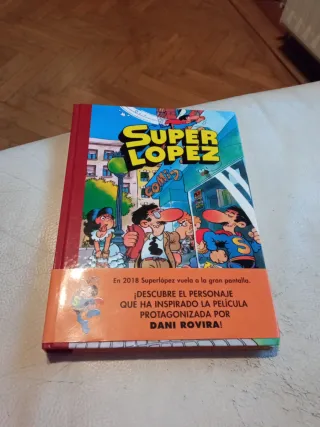 SUPER
LOPEZ
En 2018 Superlópez vuela a la gran pantalla.
¡DESCUBRE EL PERSONAJE
QUE HA INSPIRADO LA PELÍCULA
PROTAGONIZADA POR
DANI ROVIRA!